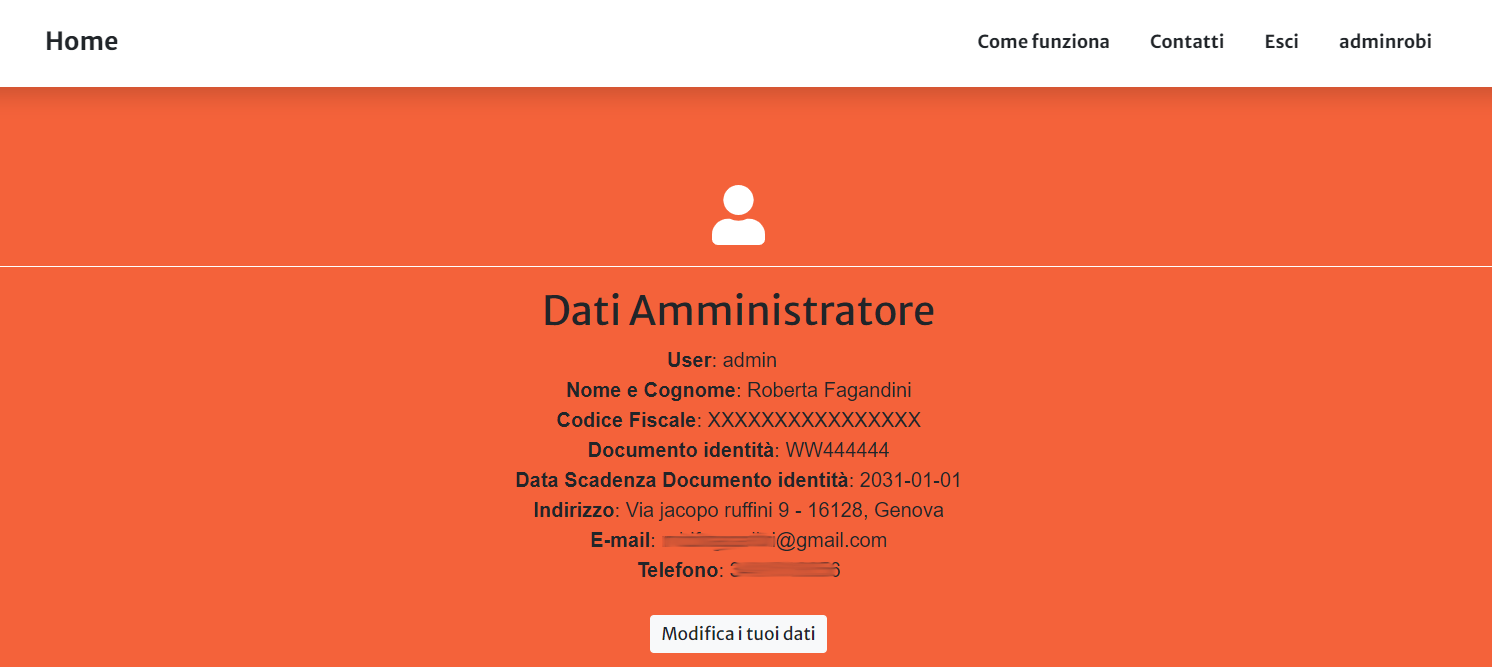 Home Come funziona Contatti Esci adminrobi
Dati Amministratore
User: admin
Nome e Cognome: Roberta Fagandini
Codice Fiscale: XXXXXXXXXXXXXXXX
Documento identità: WW444444
Data Scadenza Documento identità: 2031-01-01
Indirizzo: Via jacopo ruffini 9 - 16128, Genova
E-mail: @gmail.com
Telefono:
Modifica i tuoi dati